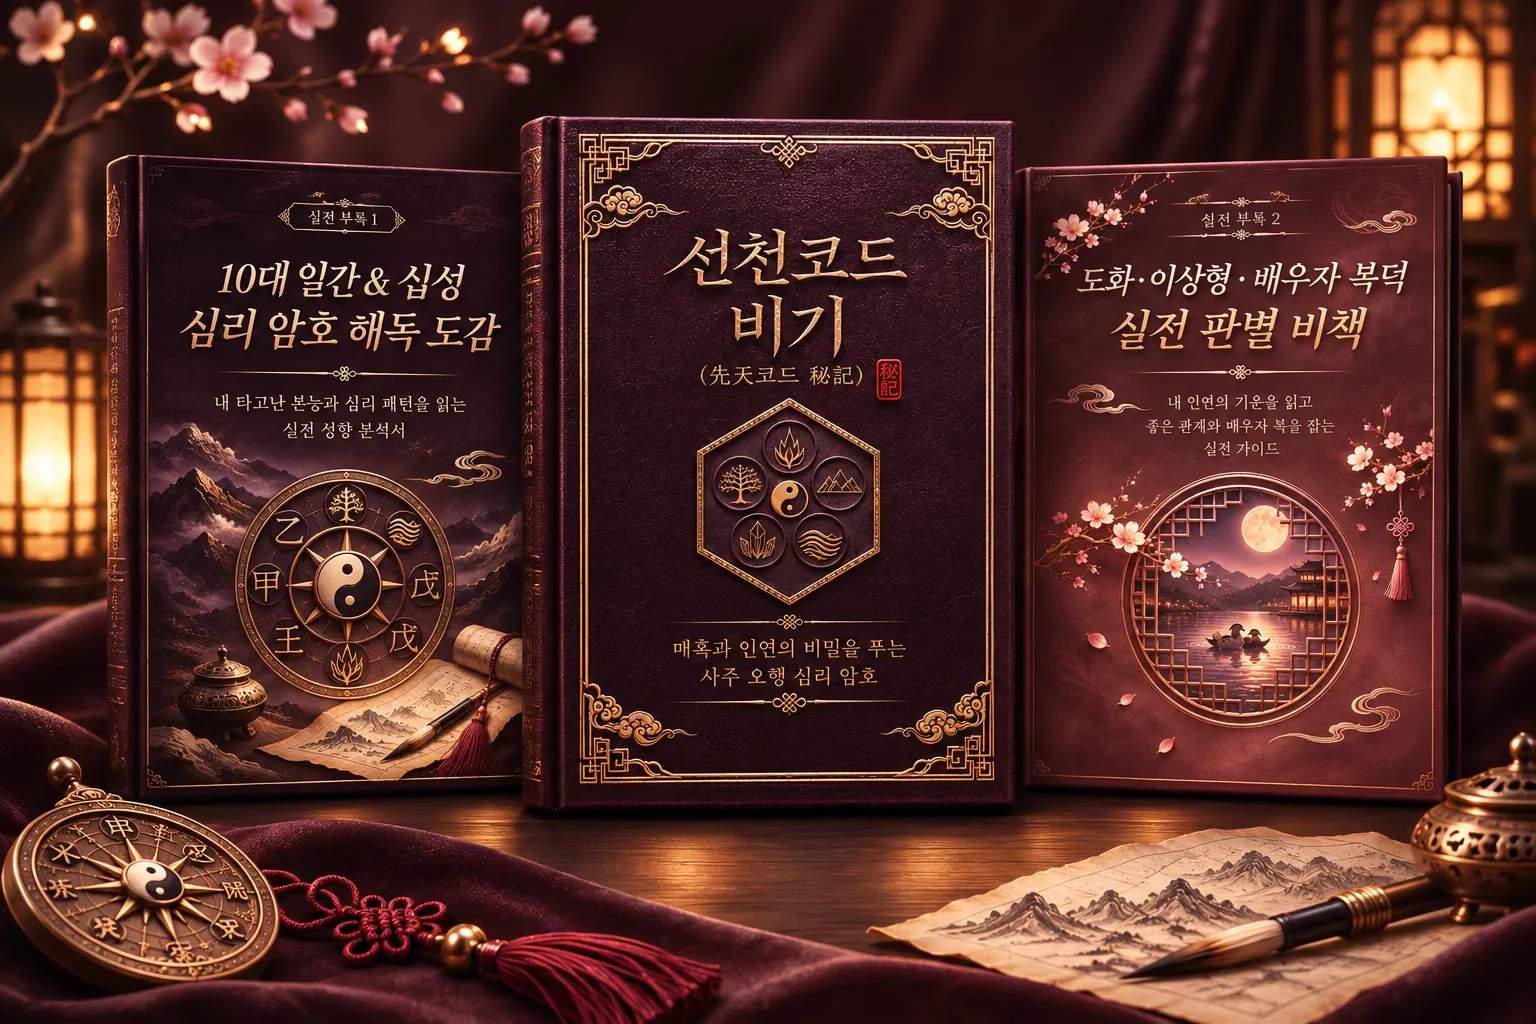 실전 부록 1
10대 일간 & 십성
심리 암호 해독 도감
내 타고난 본능과 심리 패턴을 읽는
실전 성향 분석서
乙
甲
壬
戊
戊
선천코드
비기
(先天코드 秘記)
秘記
매혹과 인연의 비밀을 푸는
사주 오행 심리 암호
실전 부록 2
도화·이상형·배우자 복덕
실전 판별 비책
내 인연의 기운을 읽고
좋은 관재와 배우자 복을 잡는
실전 가이드
申